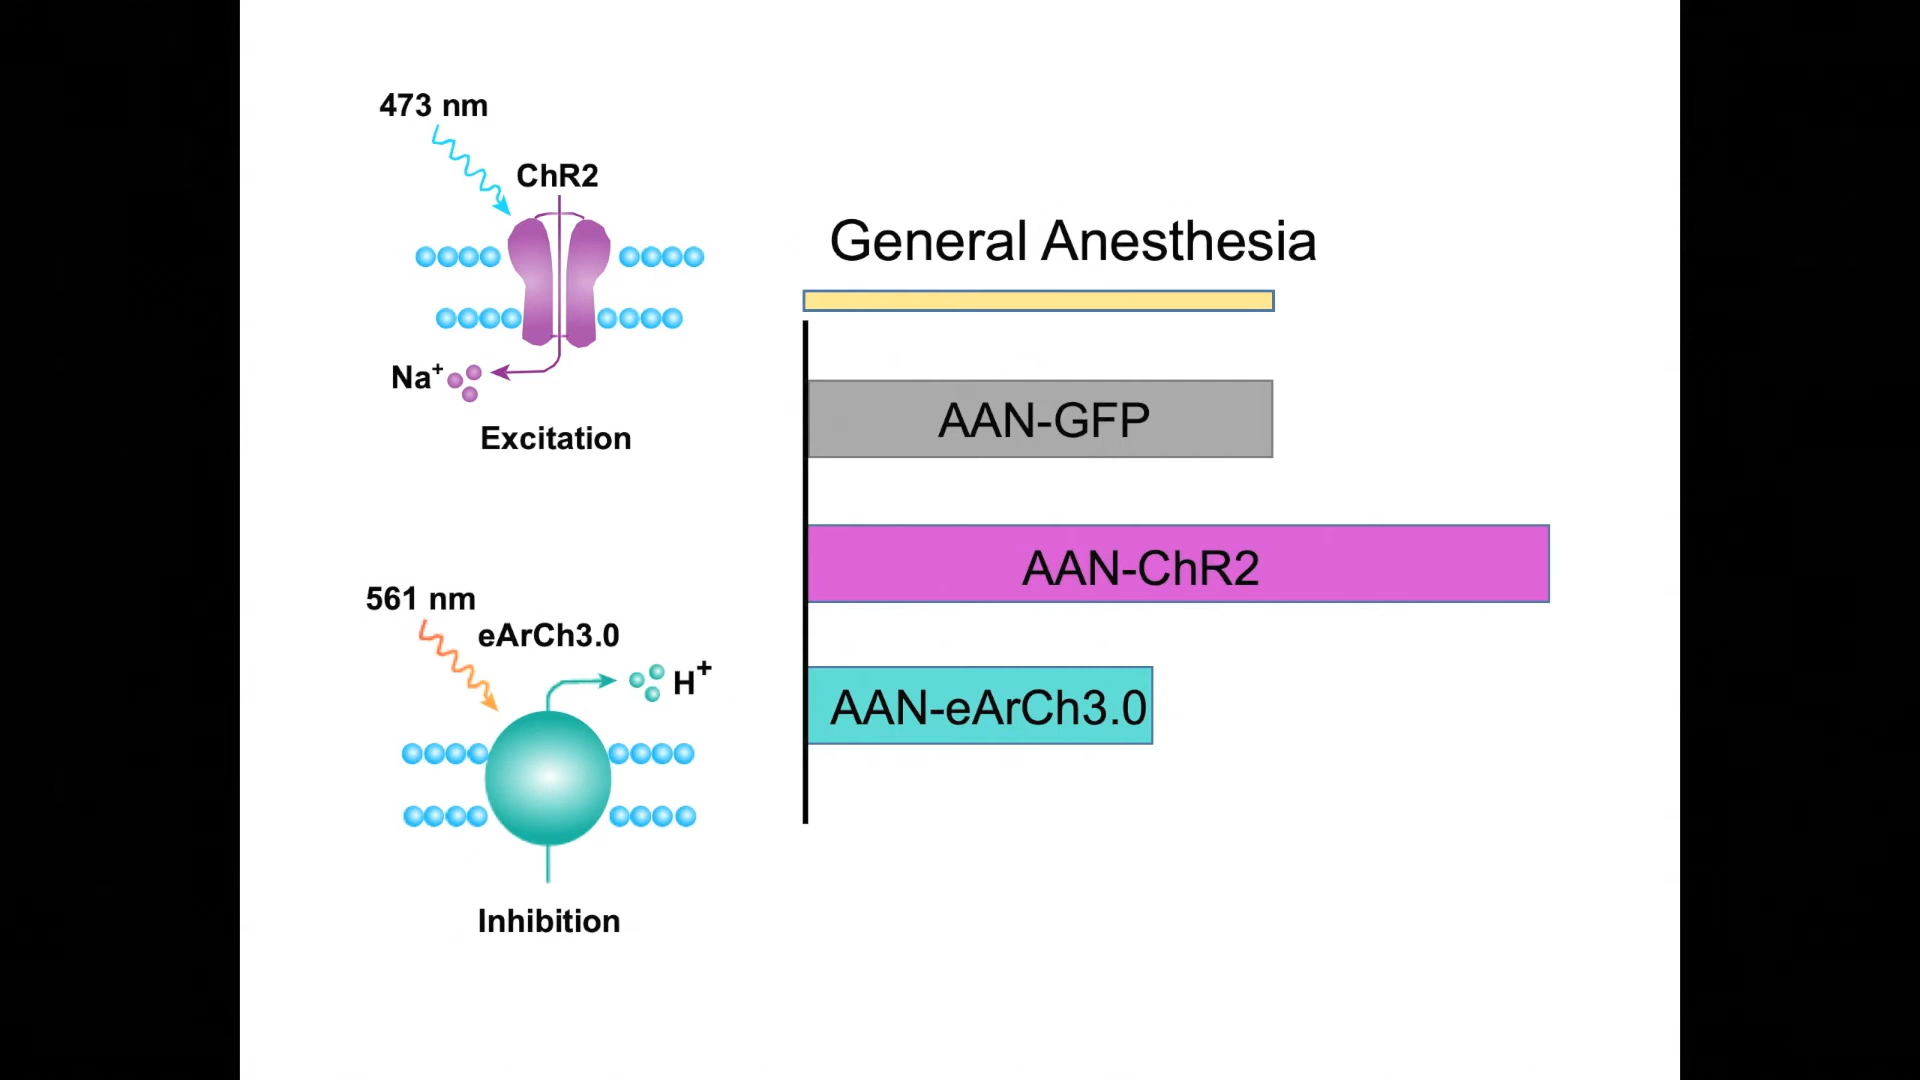 473 nm
ChR2
Na⁺
Excitation
561 nm
eArCh3.0
H⁺
Inhibition
General Anesthesia
AAN-GFP
AAN-ChR2
AAN-eArCh3.0